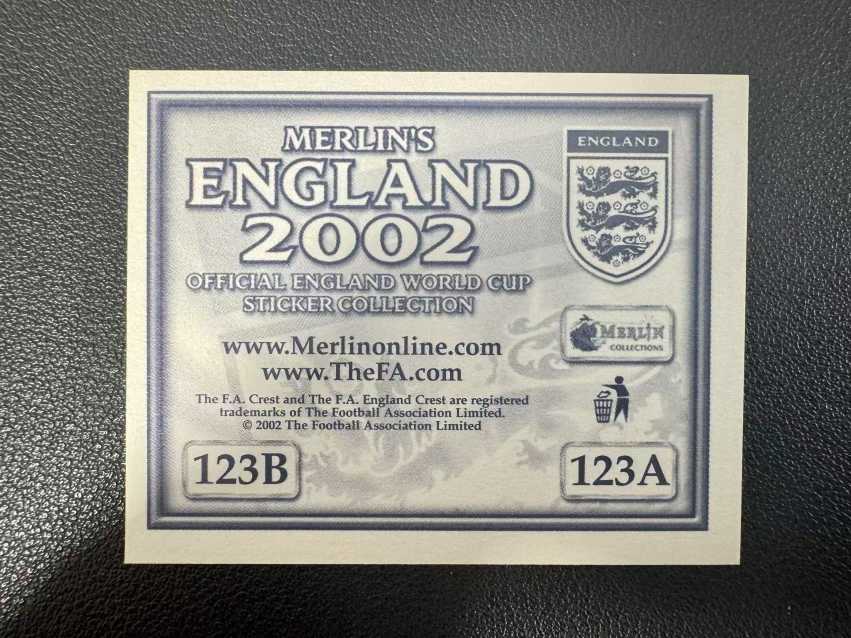 MERLIN'S
ENGLAND
2002
OFFICIAL ENGLAND WORLD CUP
STICKER COLLECTION
www.Merlinonline.com
www.TheFA.com
The F.A. Crest and The F.A. England Crest are registered
trademarks of The Football Association Limited.
© 2002 The Football Association Limited
ENGLAND
MERLIN
COLLECTIONS
123B
123A